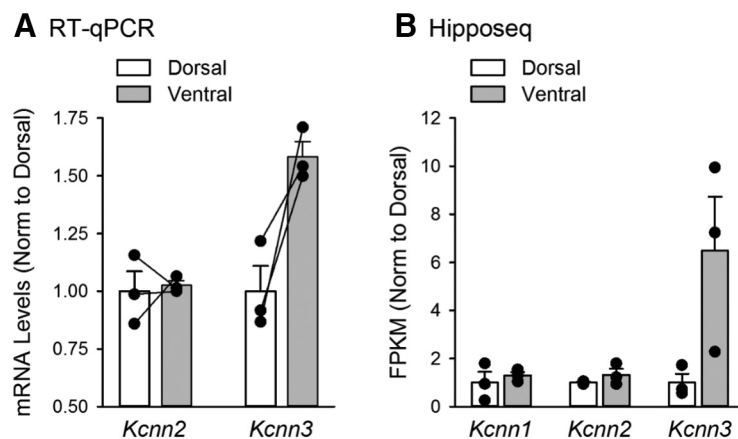 A RT-qPCR
Dorsal
Ventral
mRNA Levels (Norm to Dorsal)
1.75
1.50
1.25
1.00
0.75
0.50
Kcnn2 Kcnn3
B Hipposeq
Dorsal
Ventral
FPKM (Norm to Dorsal)
12
10
8
6
4
2
0
Kcnn1 Kcnn2 Kcnn3